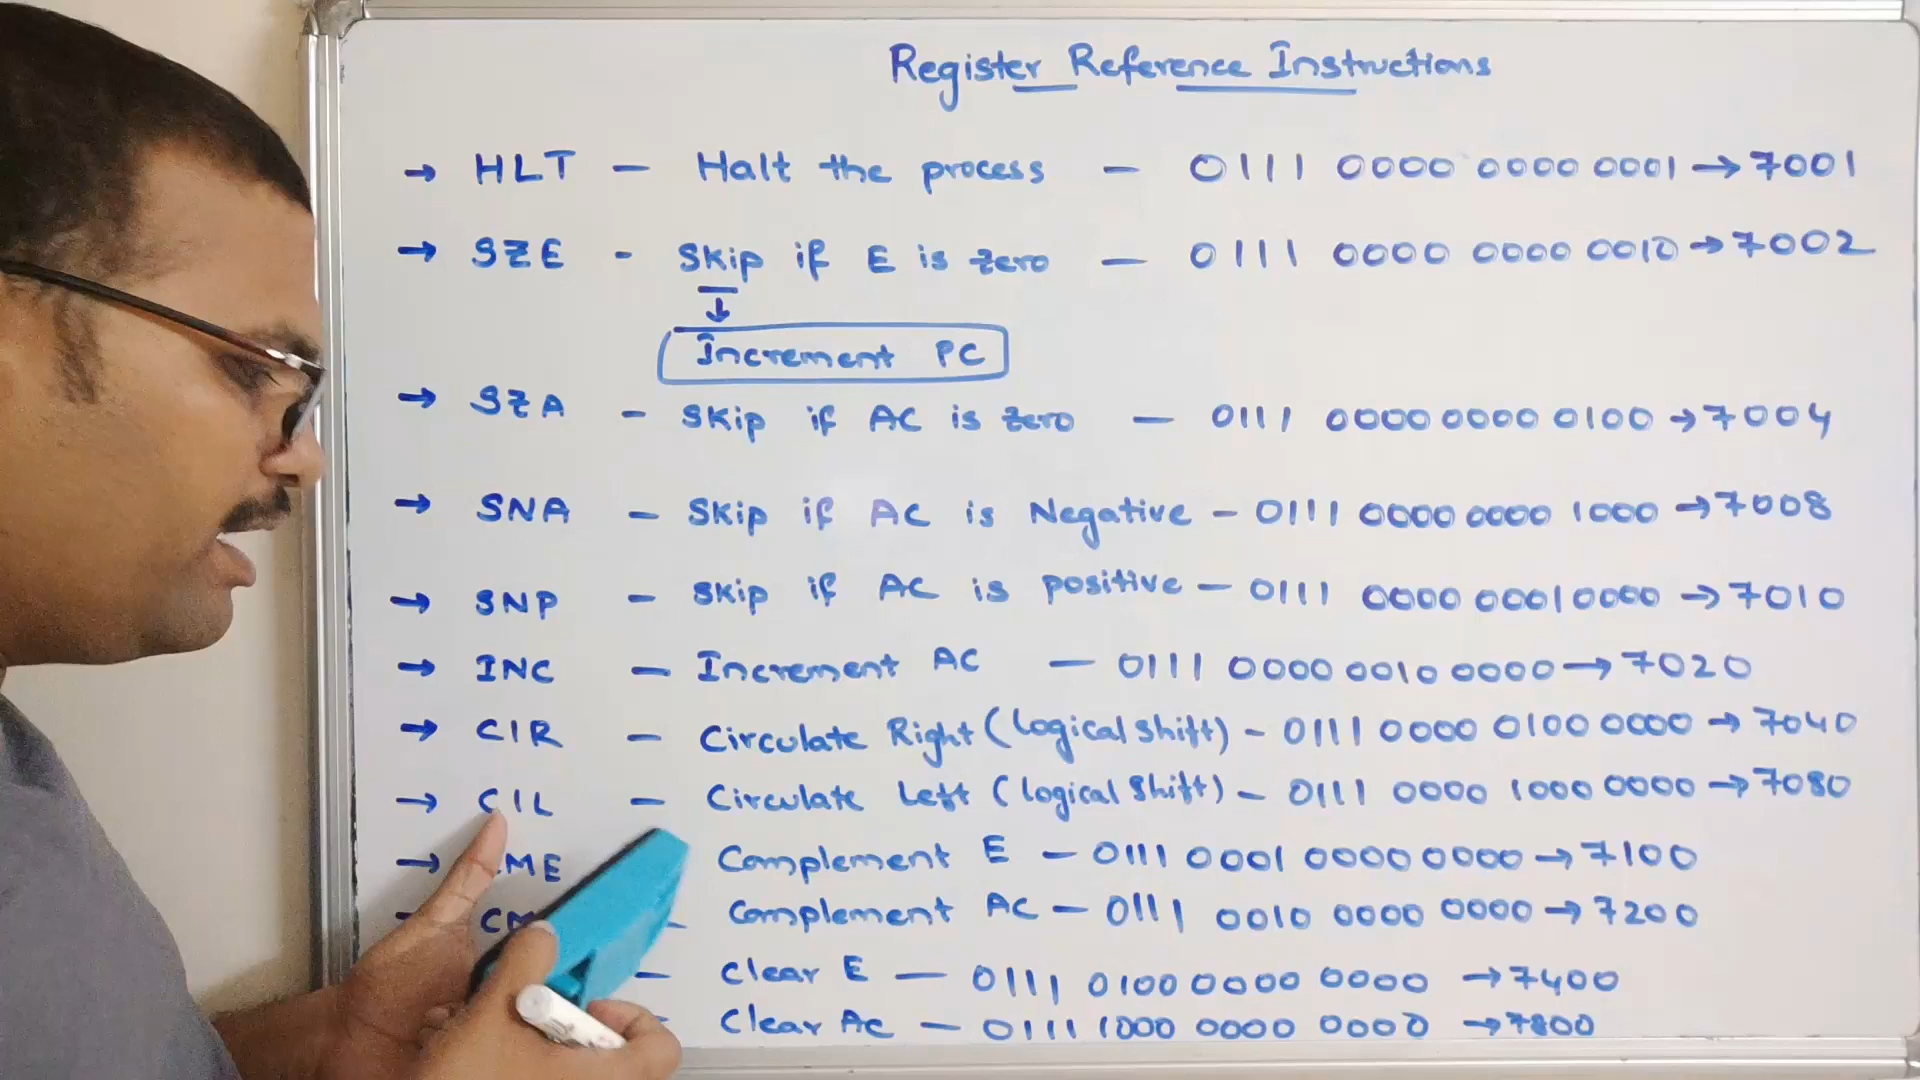 Register Reference Instructions
→ HLT - Halt the process - 0111 0000 0000 0001 → 7001
→ SZE - Skip if E is zero - 0111 0000 0000 0010 → 7002
↓
Increment PC
→ SZA - Skip if AC is zero - 0111 0000 0000 0100 → 7004
→ SNA - Skip if AC is Negative - 0111 0000 0000 1000 → 7008
→ SNP - Skip if AC is positive - 0111 0000 0001 0000 → 7010
→ INC - Increment AC - 0111 0000 0010 0000 → 7020
→ CIR - Circulate Right (logical shift) - 0111 0000 0100 0000 → 7040
→ CIL - Circulate Left (logical shift) - 0111 0000 1000 0000 → 7080
→ ME Complement E - 0111 0001 0000 0000 → 7100
→ CM - Complement AC - 0111 0010 0000 0000 → 7200
- Clear E - 0111 0100 0000 0000 → 7400
- Clear AC - 0111 1000 0000 0000 → 7800